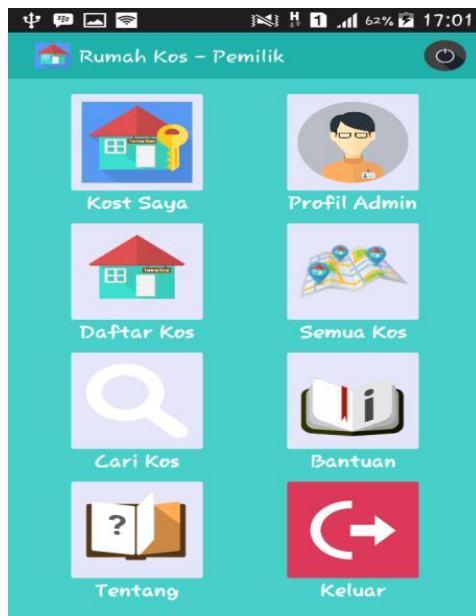 H 1 62% 17:01
Rumah Kos - Pemilik
Kost Saya Profil Admin
Daftar Kos Semua Kos
Cari Kos Bantuan
Tentang Keluar